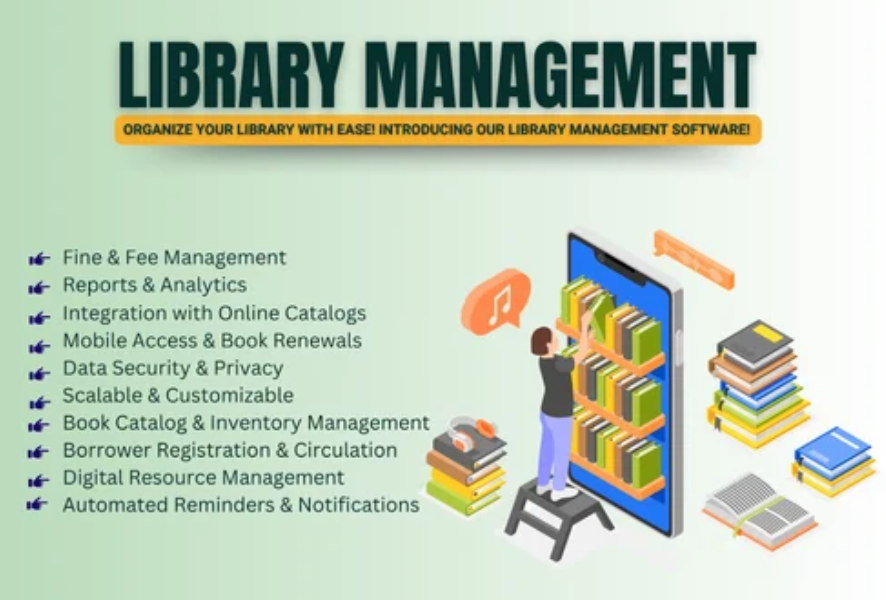 LIBRARY MANAGEMENT
ORGANIZE YOUR LIBRARY WITH EASE! INTRODUCING OUR LIBRARY MANAGEMENT SOFTWARE!
Fine & Fee Management
Reports & Analytics
Integration with Online Catalogs
Mobile Access & Book Renewals
Data Security & Privacy
Scalable & Customizable
Book Catalog & Inventory Management
Borrower Registration & Circulation
Digital Resource Management
Automated Reminders & Notifications